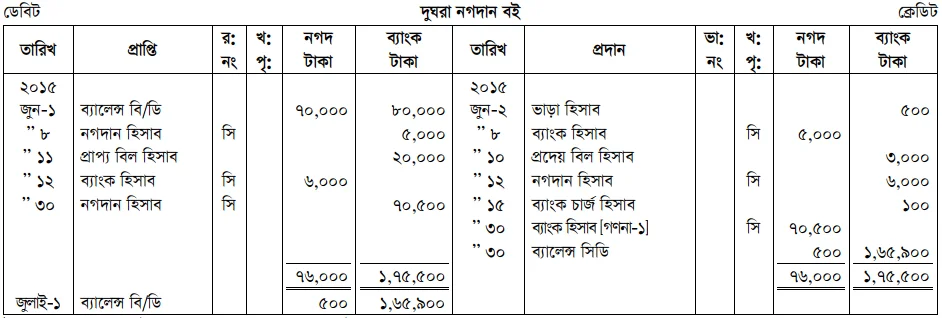 ডেবিট দুঘরা নগদান বই ক্রেডিট
তারিখ প্রাপ্তি র: নং খ: পৃ: নগদ টাকা ব্যাংক টাকা তারিখ প্রদান ভা: নং খ: পৃ: নগদ টাকা ব্যাংক টাকা
২০১৫ ২০১৫
জুন-১ ব্যালেন্স বি/ডি ৭০,০০০ ৮০,০০০ জুন-২ ভাড়া হিসাব ৫০০
” ৮ নগদান হিসাব সি ৫,০০০ ” ৮ ব্যাংক হিসাব সি ৫,০০০
” ১১ প্রাপ্য বিল হিসাব ২০,০০০ ” ১০ প্রদেয় বিল হিসাব ৩,০০০
” ১২ ব্যাংক হিসাব সি ৬,০০০ ” ১২ নগদান হিসাব সি ৬,০০০
” ৩০ নগদান হিসাব সি ৭০,৫০০ ” ১৫ ব্যাংক চার্জ হিসাব ১০০
” ৩০ ব্যাংক হিসাব [গণনা-১] সি ৭০,৫০০
” ৩০ ব্যালেন্স সিডি ৫০০ ১,৬৫,৯০০
৭৬,০০০ ১,৭৫,৫০০ ৭৬,০০০ ১,৭৫,৫০০
জুলাই-১ ব্যালেন্স বি/ডি ৫০০ ১,৬৫,৯০০